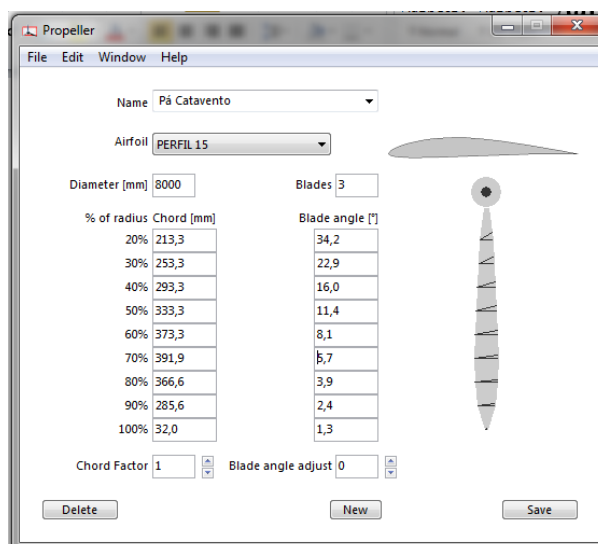 Propeller
File Edit Window Help
Name Pá Catavento
Airfoil PERFIL 15
Diameter [mm] 8000 Blades 3
% of radius Chord [mm] Blade angle [°]
20% 213,3 34,2
30% 253,3 22,9
40% 293,3 16,0
50% 333,3 11,4
60% 373,3 8,1
70% 391,9 5,7
80% 366,6 3,9
90% 285,6 2,4
100% 32,0 1,3
Chord Factor 1 Blade angle adjust 0
Delete New Save